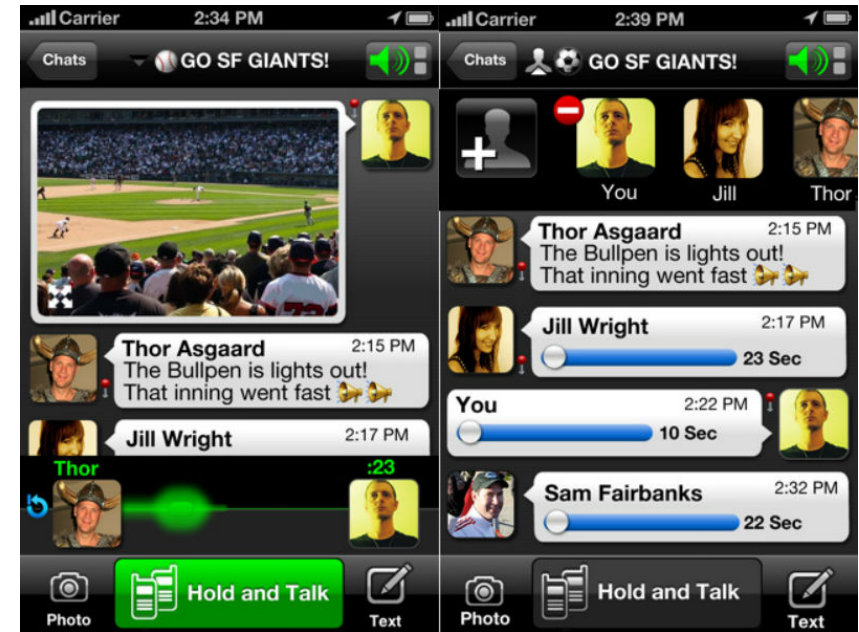 Carrier
2:34 PM
Chats
GO SF GIANTS!
Thor Asgaard
2:15 PM
The Bullpen is lights out!
That inning went fast
Jill Wright
2:17 PM
Thor
:23
Photo
Hold and Talk
Text
Carrier
2:39 PM
Chats
GO SF GIANTS!
You
Jill
Thor
Thor Asgaard
2:15 PM
The Bullpen is lights out!
That inning went fast
Jill Wright
2:17 PM
23 Sec
You
2:22 PM
10 Sec
Sam Fairbanks
2:32 PM
22 Sec
Photo
Hold and Talk
Text